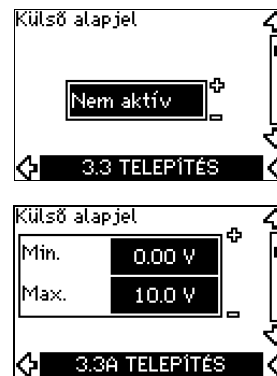 Külső alapjel
Nem aktív
3.3 TELEPÍTÉS
Külső alapjel
Min. 0.00 V
Max. 10.0 V
3.3A TELEPÍTÉS